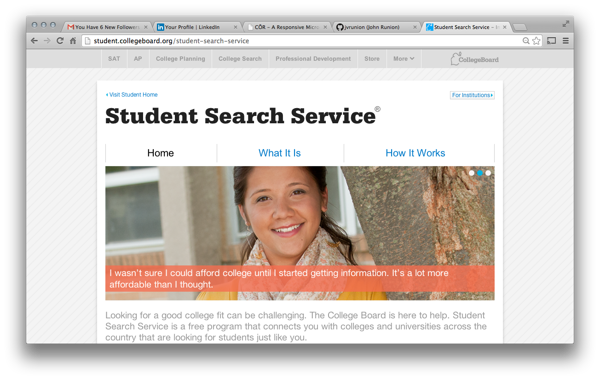 You Have 6 New Followers
Your Profile | LinkedIn
CÖR – A Responsive Micro
jvrunion (John Runion)
Student Search Service –
student.collegeboard.org/student-search-service
SAT AP College Planning College Search Professional Development Store More CollegeBoard
Visit Student Home
For Institutions
Student Search Service®
Home What It Is How It Works
I wasn't sure I could afford college until I started getting information. It's a lot more
affordable than I thought.
Looking for a good college fit can be challenging. The College Board is here to help. Student
Search Service is a free program that connects you with colleges and universities across the
country that are looking for students just like you.